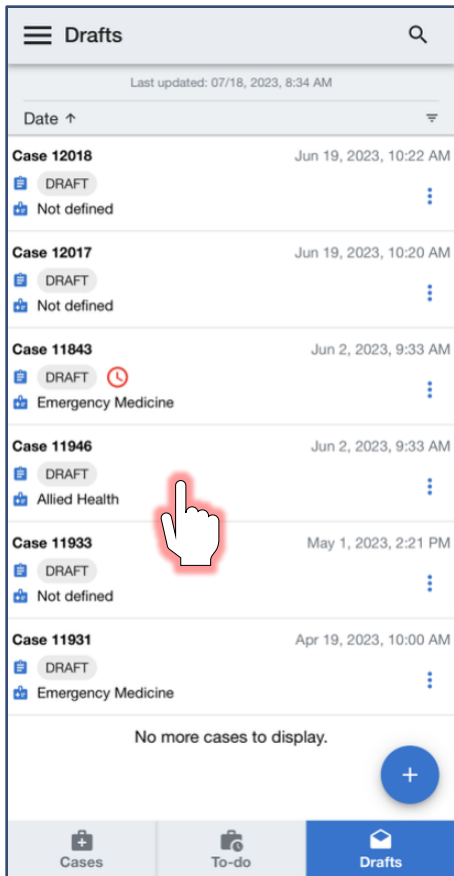 Drafts
Last updated: 07/18, 2023, 8:34 AM
Date ↑
Case 12018 Jun 19, 2023, 10:22 AM
DRAFT
Not defined
Case 12017 Jun 19, 2023, 10:20 AM
DRAFT
Not defined
Case 11843 Jun 2, 2023, 9:33 AM
DRAFT
Emergency Medicine
Case 11946 Jun 2, 2023, 9:33 AM
DRAFT
Allied Health
Case 11933 May 1, 2023, 2:21 PM
DRAFT
Not defined
Case 11931 Apr 19, 2023, 10:00 AM
DRAFT
Emergency Medicine
No more cases to display.
+
Cases To-do Drafts